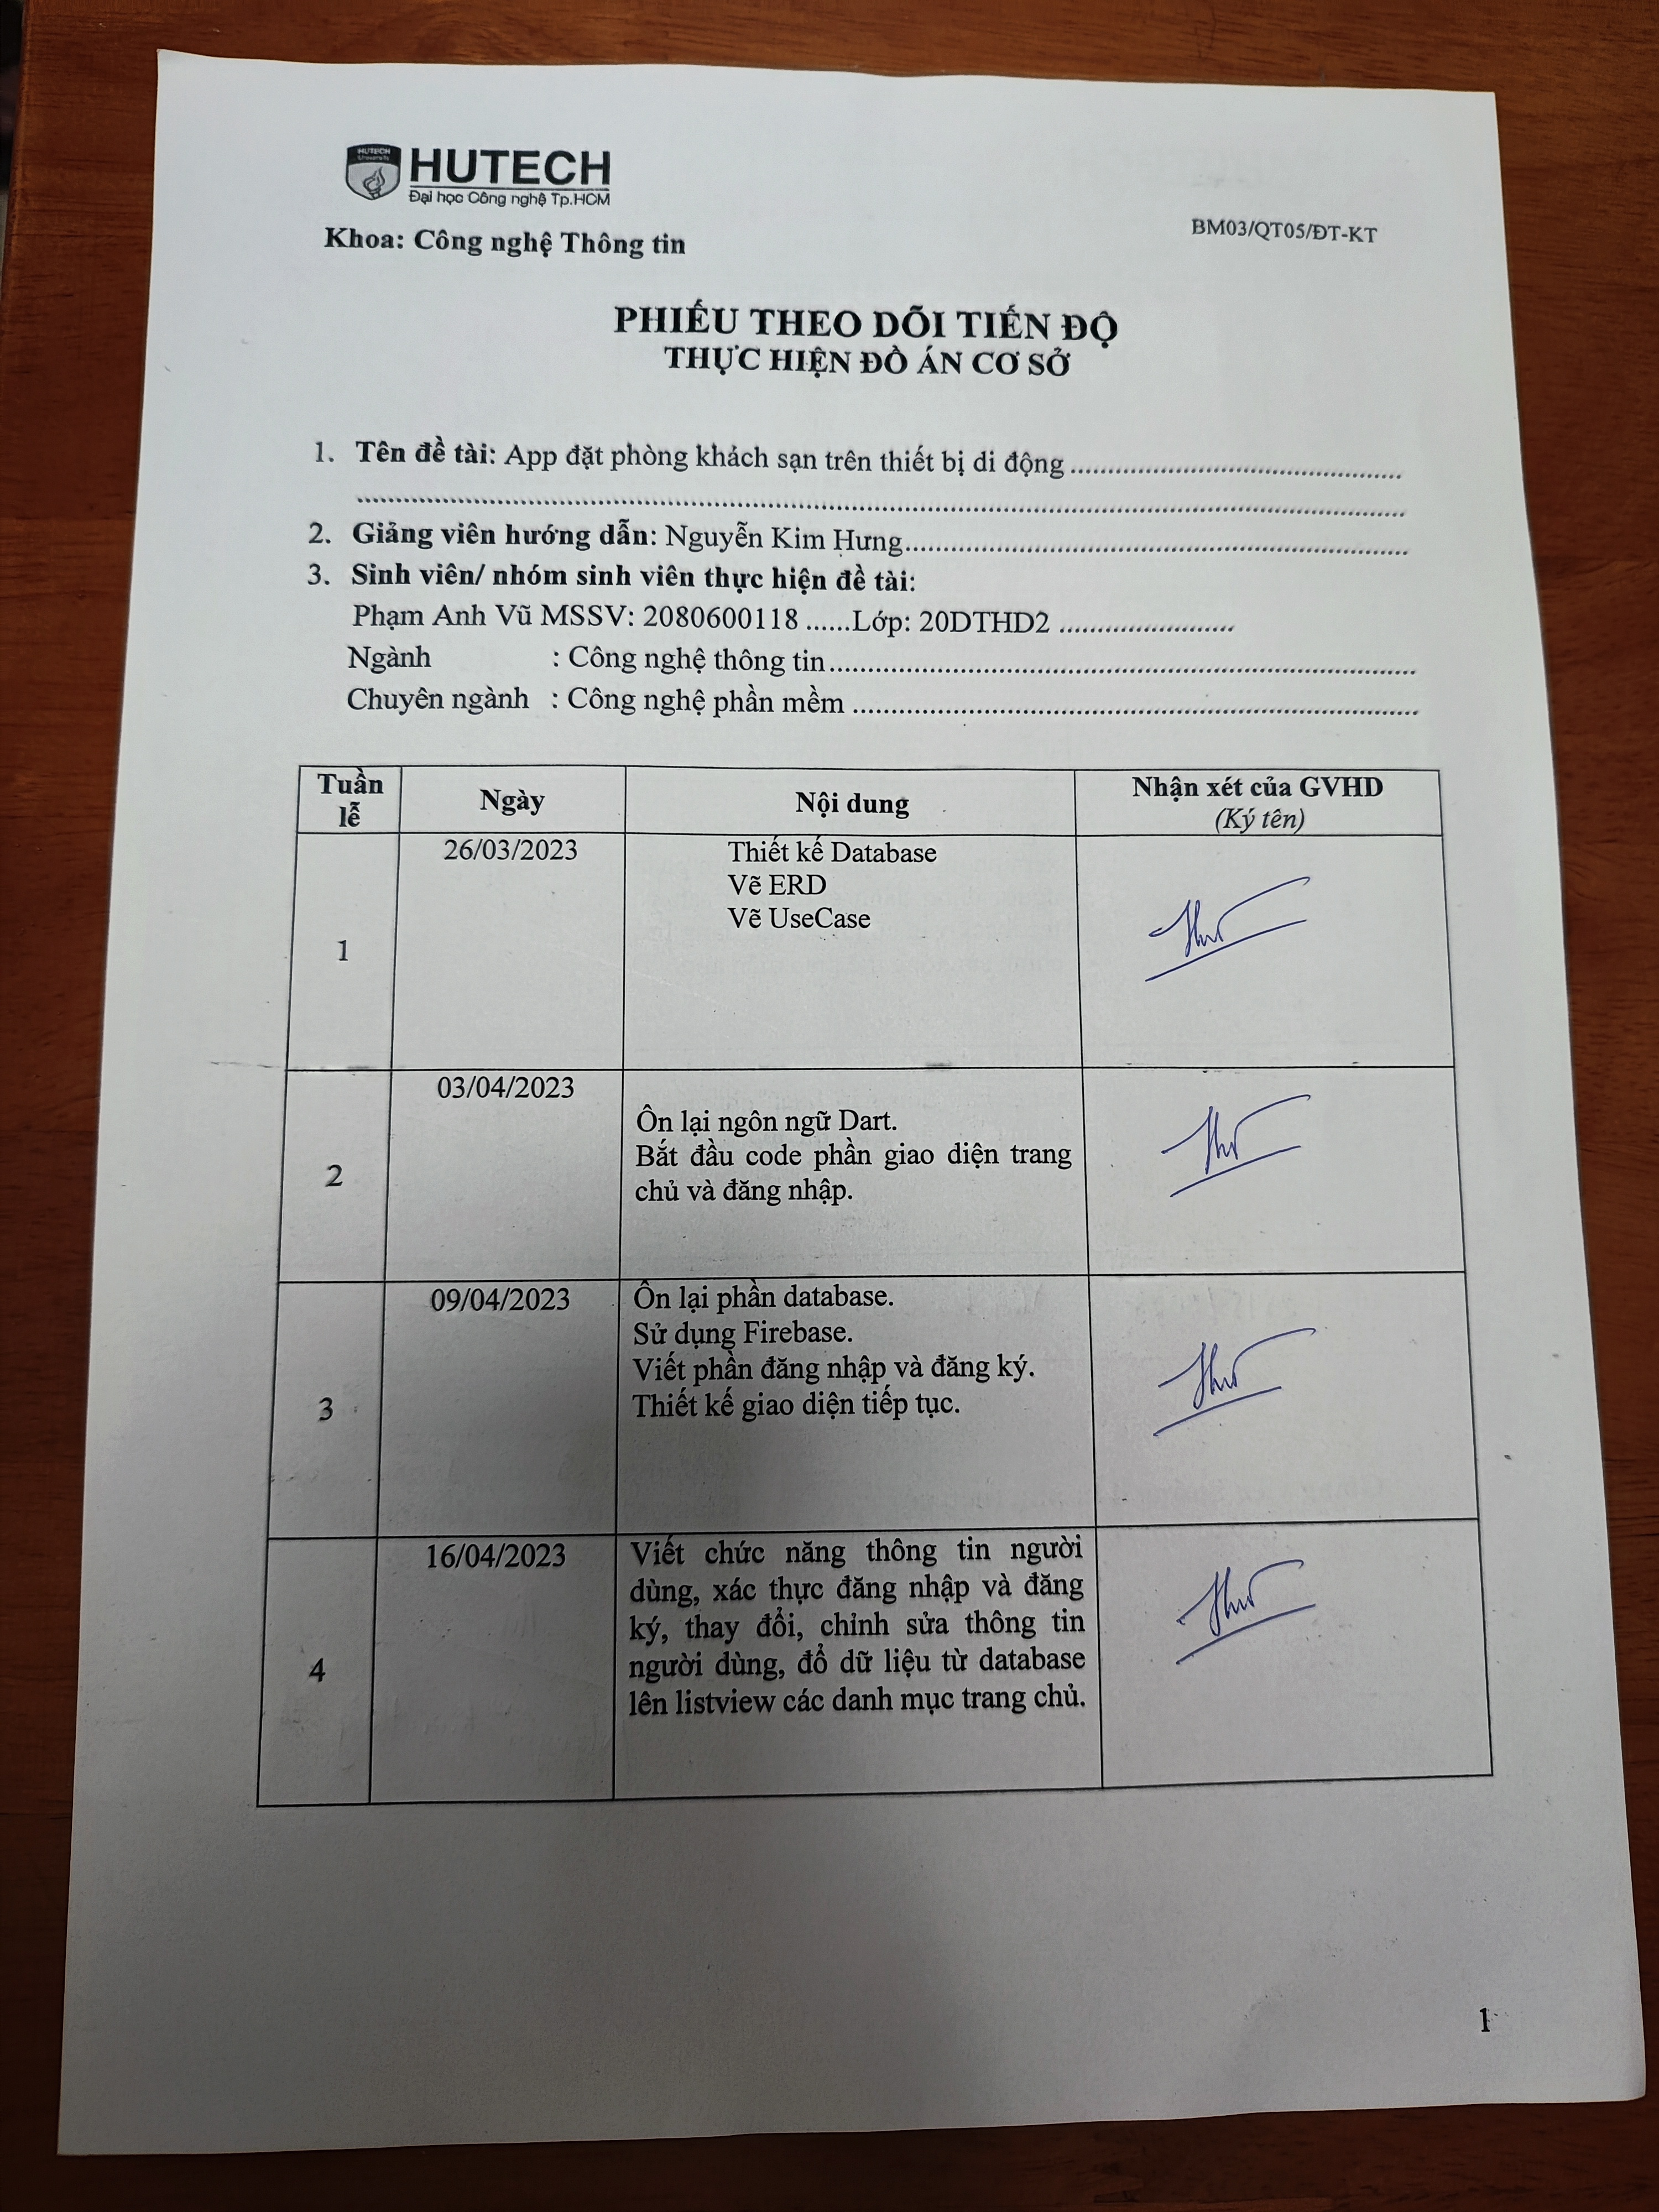 HUTECH
HUTECH
Đại học Công nghệ Tp.HCM
Khoa: Công nghệ Thông tin
BM03/QT05/ĐT-KT
PHIẾU THEO DÕI TIẾN ĐỘ
THỰC HIỆN ĐỒ ÁN CƠ SỞ
1. Tên đề tài: App đặt phòng khách sạn trên thiết bị di động
2. Giảng viên hướng dẫn: Nguyễn Kim Hưng
3. Sinh viên/ nhóm sinh viên thực hiện đề tài:
Phạm Anh Vũ MSSV: 2080600118 ......Lớp: 20DTHD2
Ngành : Công nghệ thông tin
Chuyên ngành : Công nghệ phần mềm
Tuần lễ Ngày Nội dung Nhận xét của GVHD
(Ký tên)
1 26/03/2023 Thiết kế Database
Vẽ ERD
Vẽ UseCase
2 03/04/2023
Ôn lại ngôn ngữ Dart.
Bắt đầu code phần giao diện trang
chủ và đăng nhập.
3 09/04/2023 Ôn lại phần database.
Sử dụng Firebase.
Viết phần đăng nhập và đăng ký.
Thiết kế giao diện tiếp tục.
4 16/04/2023 Viết chức năng thông tin người
dùng, xác thực đăng nhập và đăng
ký, thay đổi, chỉnh sửa thông tin
người dùng, đổ dữ liệu từ database
lên listview các danh mục trang chủ.
1